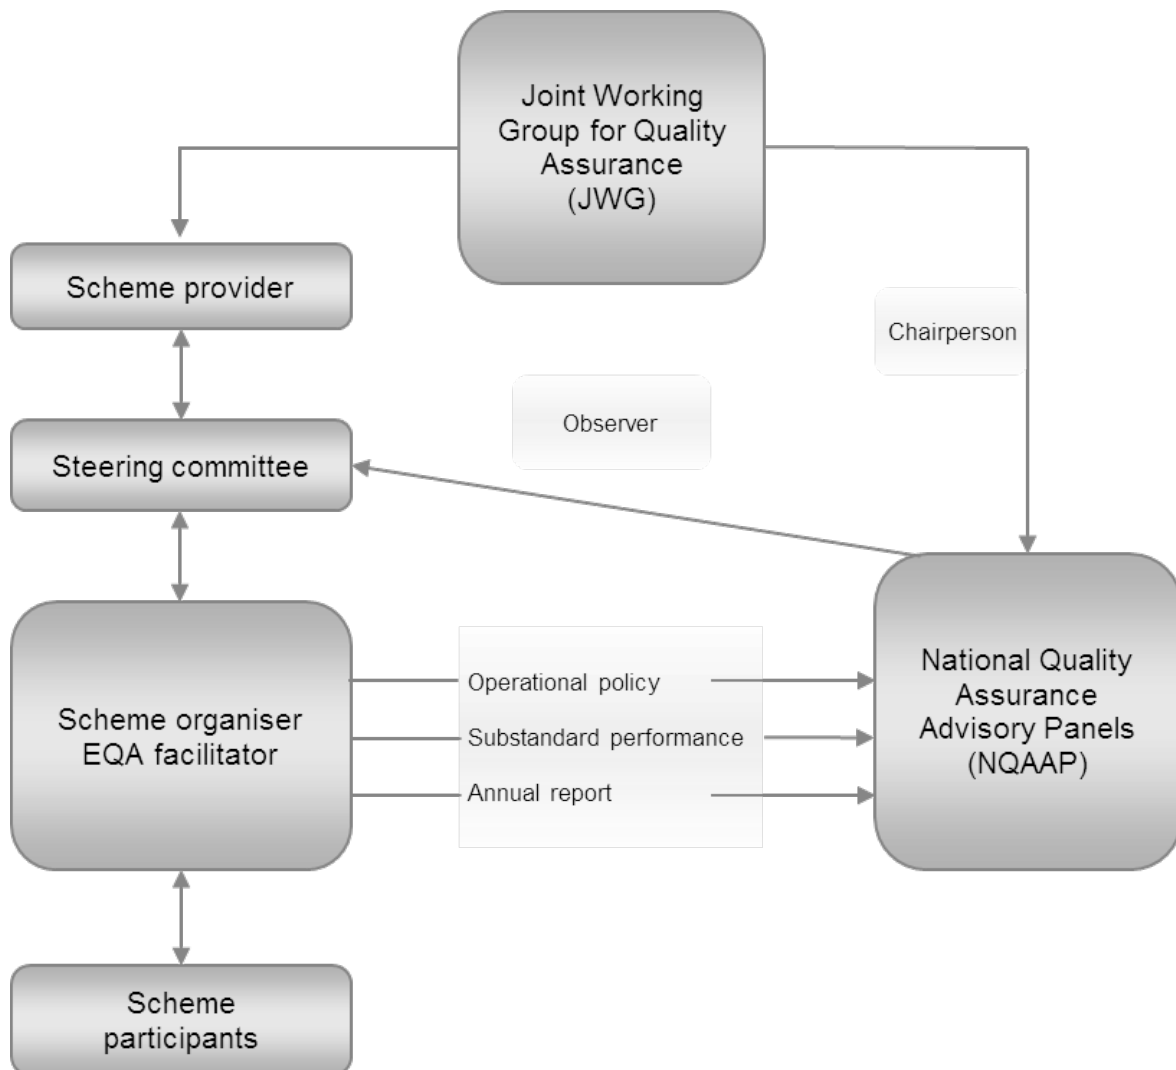 Joint Working
Group for Quality
Assurance
(JWG)
Scheme provider
Chairperson
Observer
Steering committee
Scheme organiser
EQA facilitator
Operational policy
Substandard performance
Annual report
National Quality
Assurance
Advisory Panels
(NQAAP)
Scheme
participants